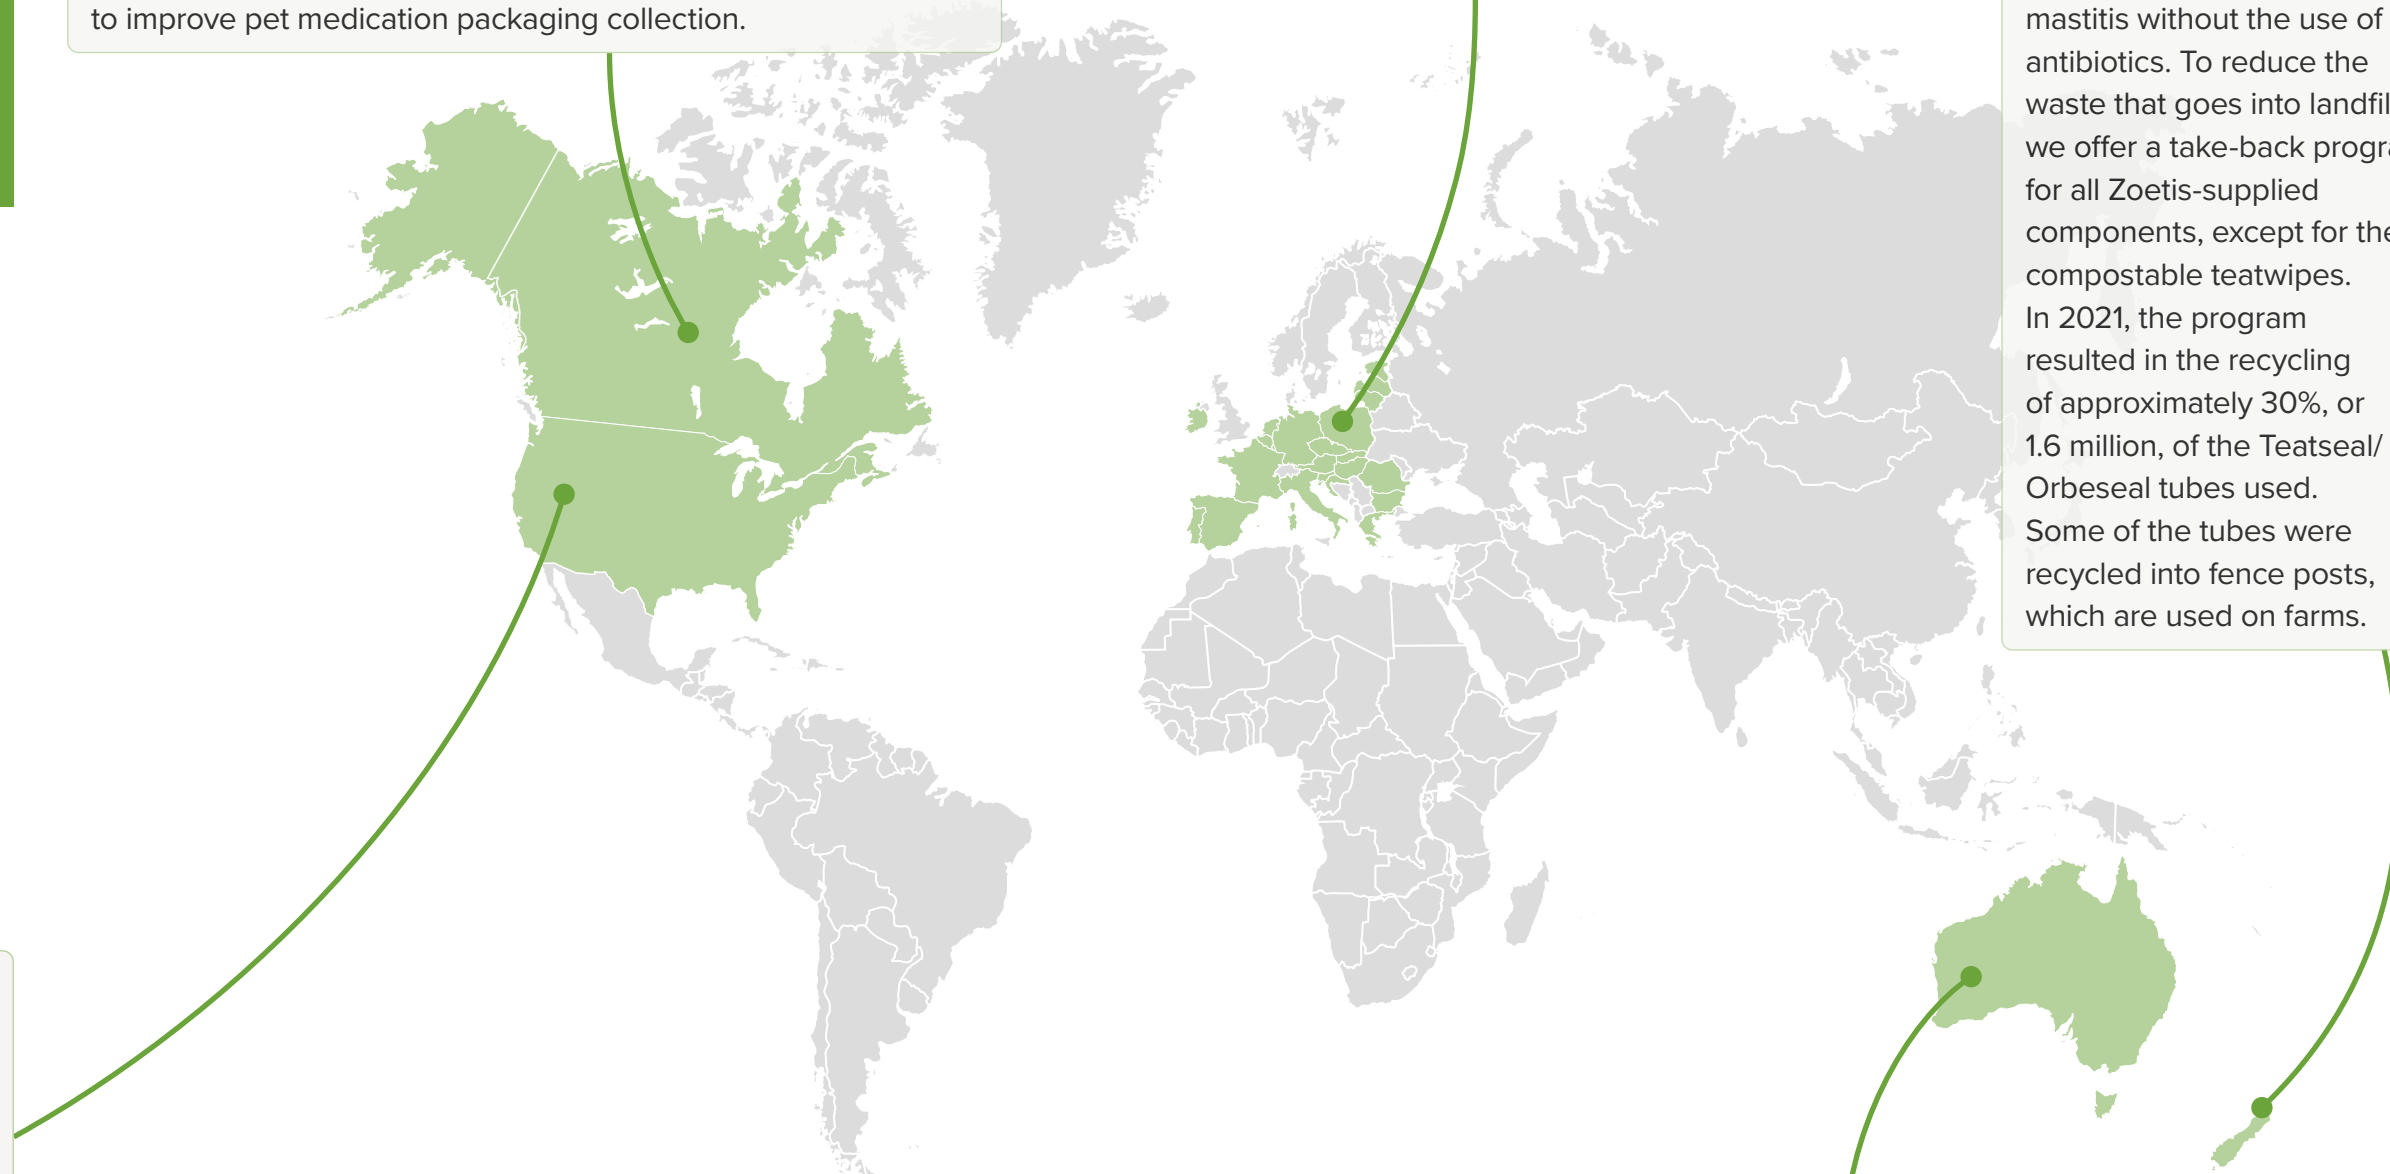 to improve pet medication packaging collection.
mastitis without the use of
antibiotics. To reduce the
waste that goes into
we offer a take-back
for all Zoetis-supplied
components, except for
compostable teatwipes.
In 2021, the program
resulted in the recycling
of approximately 30%, or
1.6 million, of the Teatseal/
Orbeseal tubes used.
Some of the tubes were
recycled into fence posts,
which are used on farms.